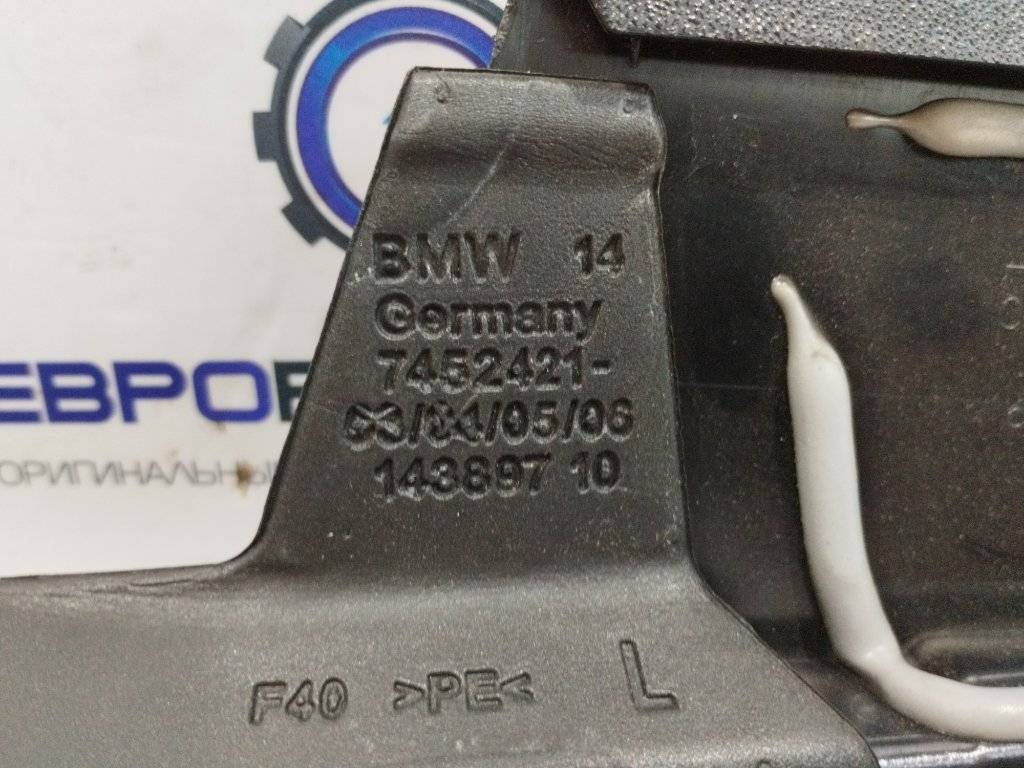 BMW 14
Germany
7452421-
03/04/05/06
143897 10
F40 >PE< L
ЕВРО
ОРИГИНАЛЬНЫ